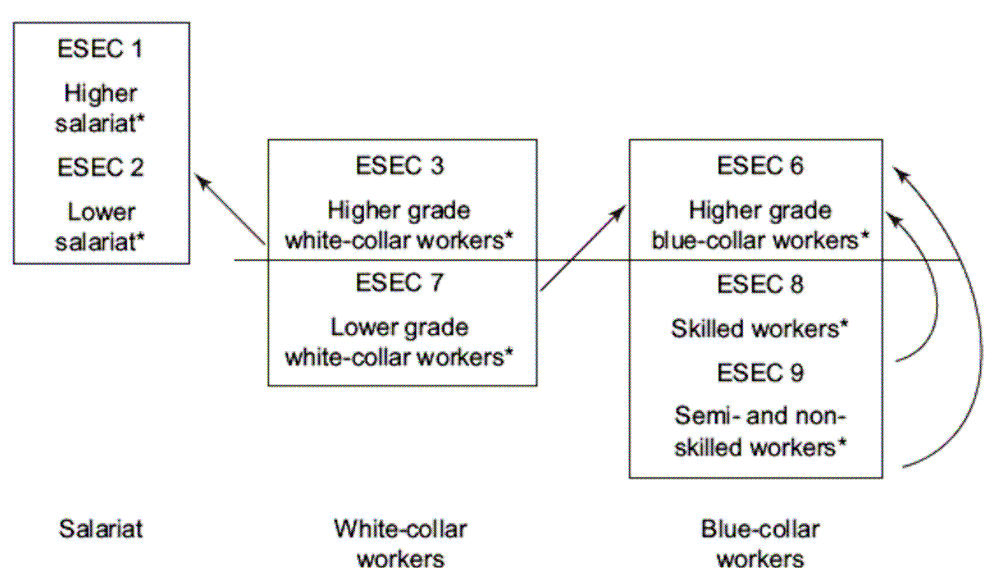 ESEC 1
Higher
salariat*
ESEC 2
Lower
salariat*
ESEC 3
Higher grade
white-collar workers*
ESEC 7
Lower grade
white-collar workers*
ESEC 6
Higher grade
blue-collar workers*
ESEC 8
Skilled workers*
ESEC 9
Semi- and non-
skilled workers*
Salariat
White-collar
workers
Blue-collar
workers